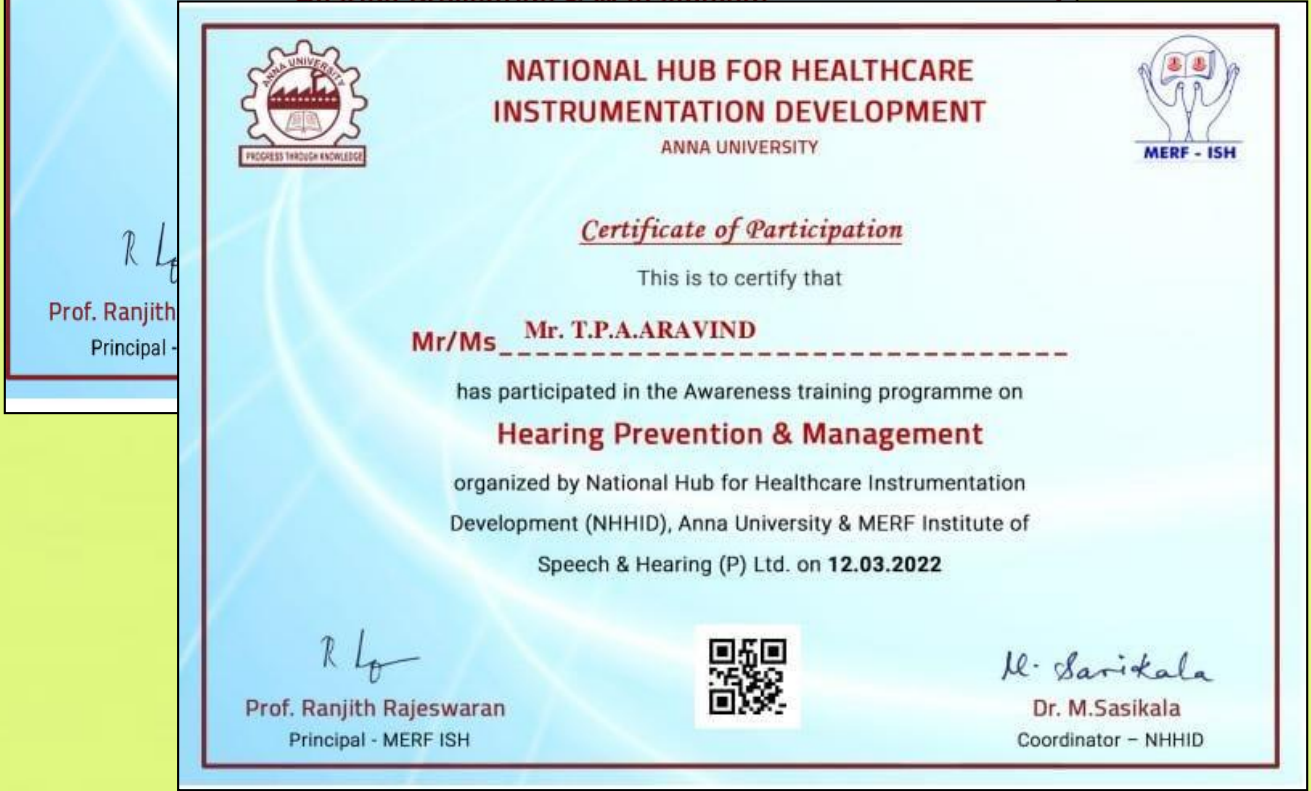 ANNA UNIVERSITY
PROGRESS THROUGH KNOWLEDGE
NATIONAL HUB FOR HEALTHCARE
INSTRUMENTATION DEVELOPMENT
ANNA UNIVERSITY
MERF - ISH
Certificate of Participation
This is to certify that
Mr/Ms Mr. T.P.A.ARAVIND
has participated in the Awareness training programme on
Hearing Prevention & Management
organized by National Hub for Healthcare Instrumentation
Development (NHHID), Anna University & MERF Institute of
Speech & Hearing (P) Ltd. on 12.03.2022
M. Sasikala
Prof. Ranjith Rajeswaran
Principal - MERF ISH
Dr. M.Sasikala
Coordinator – NHHID
Prof. Ranjith
Principal -